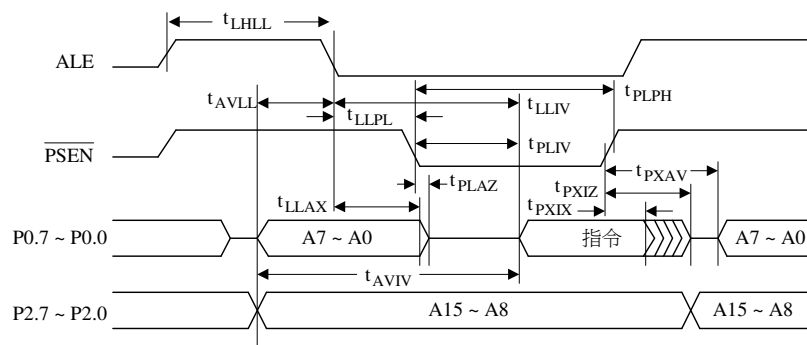 tLHLL
ALE
tAVLL
tLLIV
tPLPH
tLLPL
PSEN
tPLIV
tPXAV
tPLAZ
tPXIZ
tLLAX
tPXIX
P0.7 ~ P0.0
A7 ~ A0
指令
A7 ~ A0
tAVIV
P2.7 ~ P2.0
A15 ~ A8
A15 ~ A8